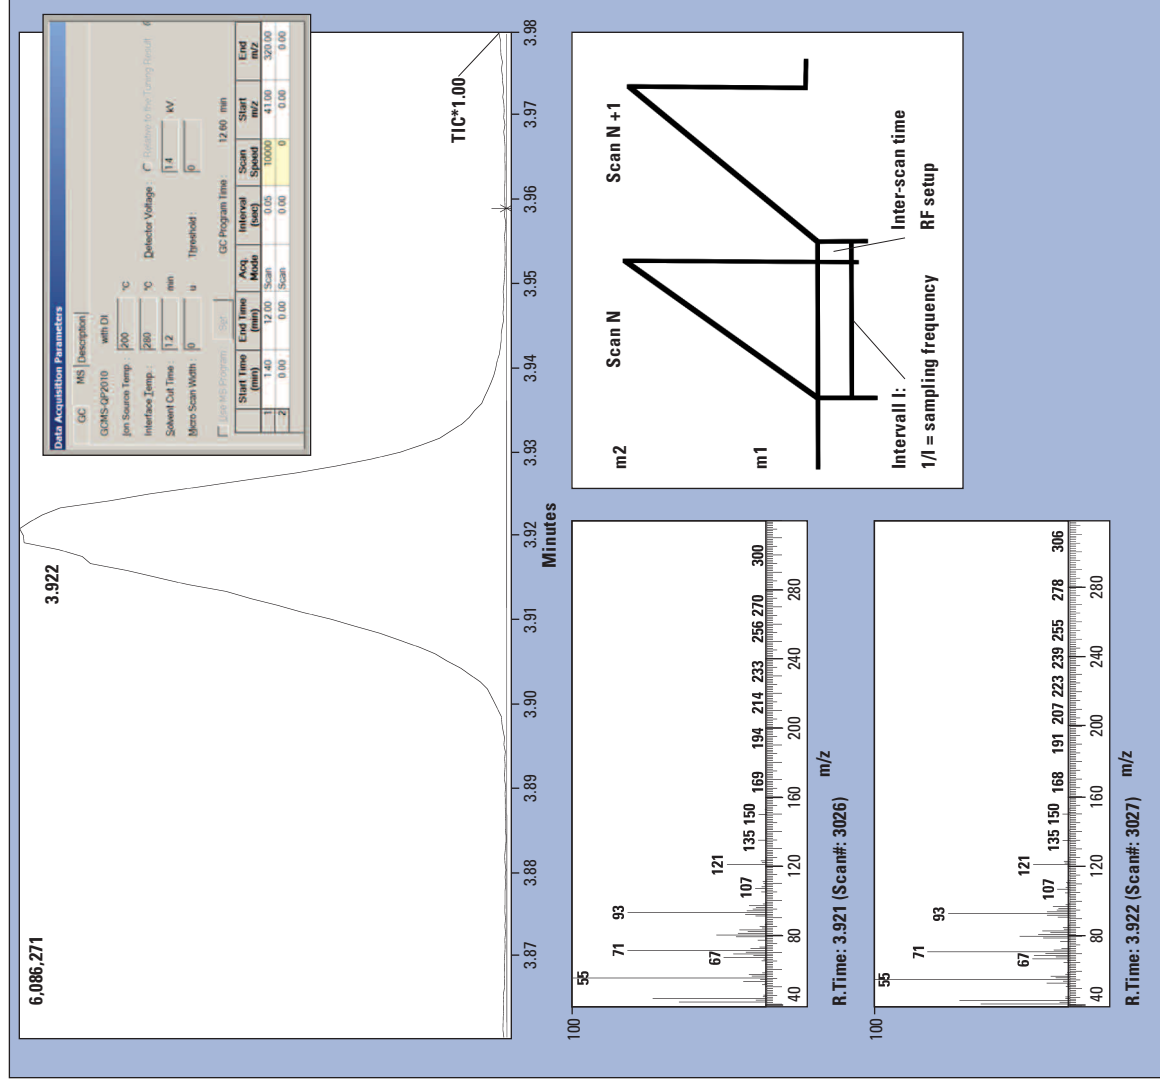 6,086,271
3.922
TIC*1.00
3.87 3.88 3.89 3.90 3.91 3.92 3.93 3.94 3.95 3.96 3.97 3.98
Minutes
Data Acquisition Parameters
GC MS Description
GCMS-QP2010 with DI
Ion Source Temp.: 200 °C
Interface Temp.: 280 °C Detector Voltage: Relative to the Tuning Result
Solvent Cut Time 1.2 min 1.4 kV
Micro Scan Width: 0 u Threshold: 0
Use MS Program Set GC Program Time: 12.60 min
Start Time (min) End Time (min) Acq. Mode Interval (sec) Scan Speed Start m/z End m/z
1 1.40 12.00 Scan 0.05 10000 41.00 320.00
2 0.00 0.00 Scan 0.00 0 0.00 0.00
100
55 67 71 93 107 121 135 150 169 194 214 233 256 270 300
40 80 120 160 200 240 280
m/z
R.Time: 3.921 (Scan#: 3026)
100
55 67 71 93 107 121 135 150 168 191 207 223 239 255 278 306
40 80 120 160 200 240 280
m/z
R.Time: 3.922 (Scan#: 3027)
Scan N Scan N +1
m2
m1
Intervall I:
1/I = sampling frequency
Inter-scan time
RF setup